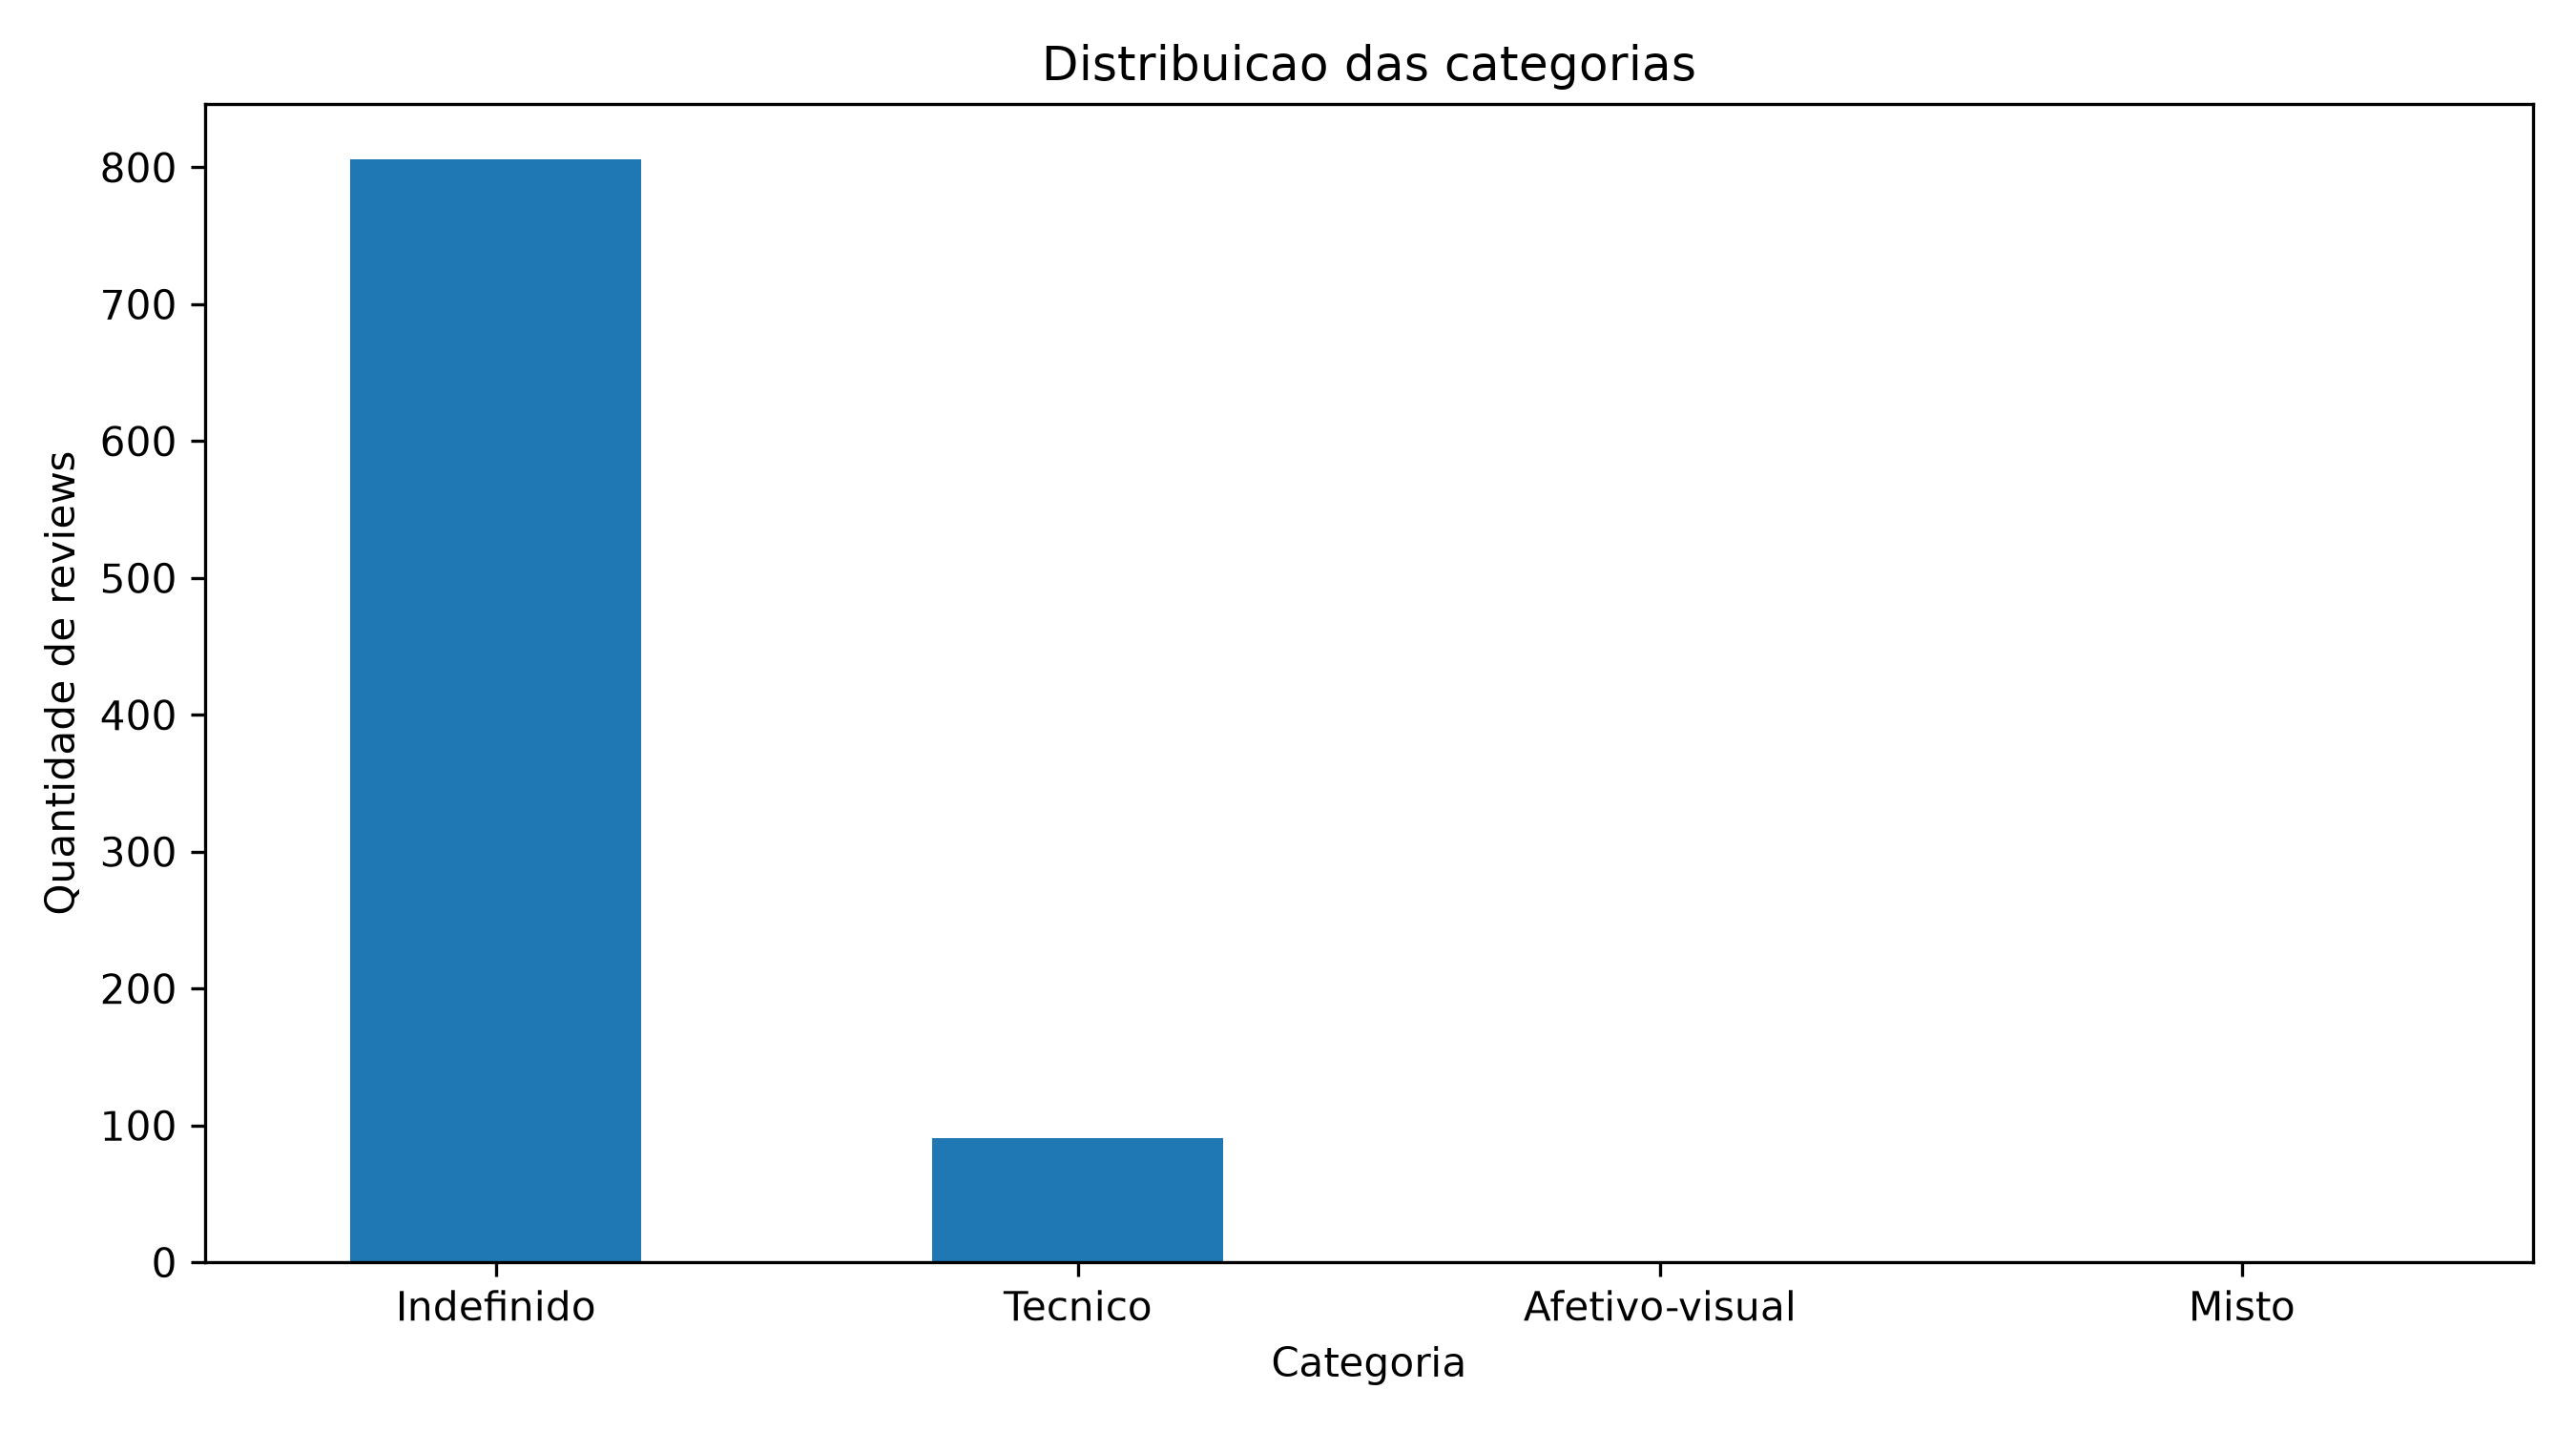 Distribuicao das categorias
Quantidade de reviews
800
700
600
500
400
300
200
100
0
Indefinido
Tecnico
Afetivo-visual
Misto
Categoria